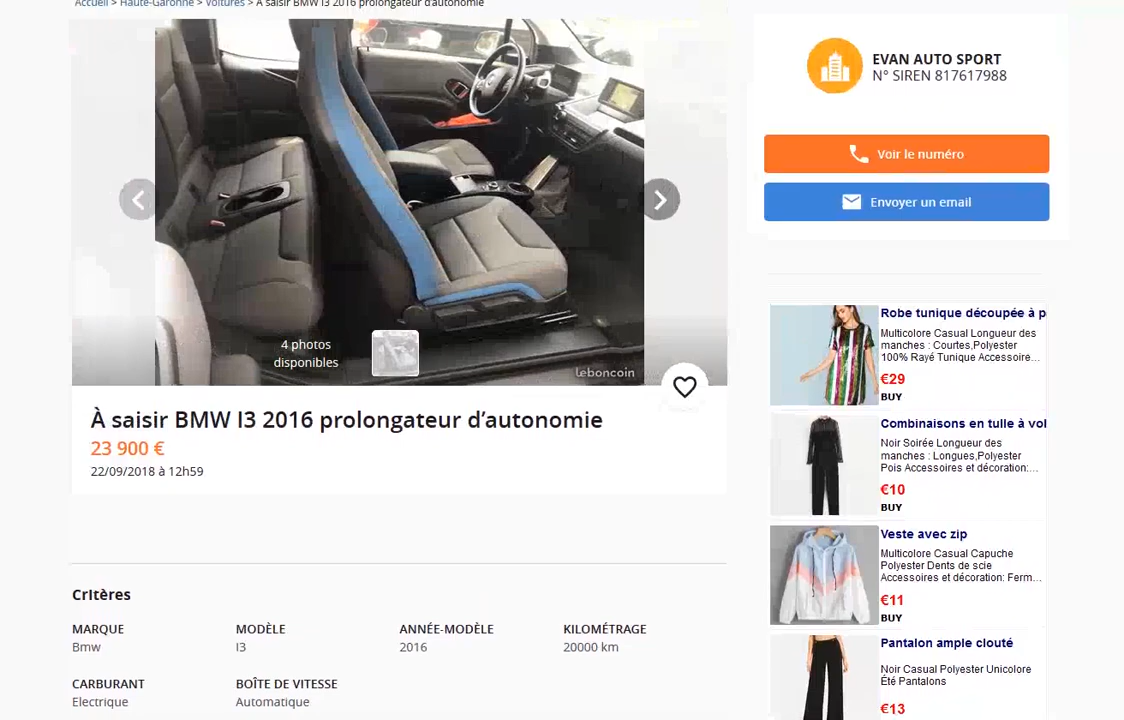 Accueil > Haute-Garonne > Voitures > À saisir BMW I3 2016 prolongateur d'autonomie
4 photos
disponibles
leboncoin
À saisir BMW I3 2016 prolongateur d'autonomie
23 900 €
22/09/2018 à 12h59
Critères
MARQUE
Bmw
MODÈLE
I3
ANNÉE-MODÈLE
2016
KILOMÉTRAGE
20000 km
CARBURANT
Electrique
BOÎTE DE VITESSE
Automatique
EVAN AUTO SPORT
N° SIREN 817617988
Voir le numéro
Envoyer un email
Robe tunique découpée à p
Multicolore Casual Longueur des
manches : Courtes,Polyester
100% Rayé Tunique Accessoire...
€29
BUY
Combinaisons en tulle à vol
Noir Soirée Longueur des
manches : Longues,Polyester
Pois Accessoires et décoration:...
€10
BUY
Veste avec zip
Multicolore Casual Capuche
Polyester Dents de scie
Accessoires et décoration: Ferm...
€11
BUY
Pantalon ample clouté
Noir Casual Polyester Unicolore
Été Pantalons
€13